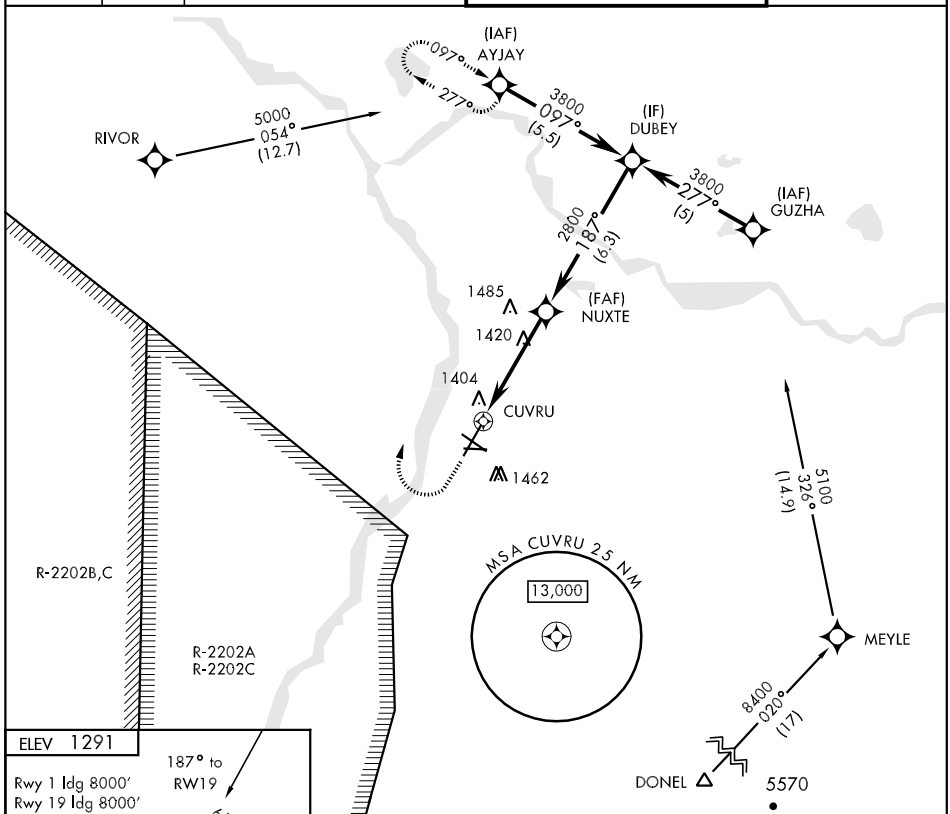 (IAF)
AYJAY
097°
277°
3800
097°
(5.5)
(IF)
DUBEY
5000
054°
(12.7)
RIVOR
3800
277°
(5)
(IAF)
GUZHA
2800
187°
(6.3)
1485
(FAF)
NUXTE
1420
1404
CUVRU
1462
5100
326°
(14.9)
MSA CUVRU 25 NM
13,000
R-2202B,C
R-2202A
R-2202C
MEYLE
8400
020°
(17)
DONEL
5570
ELEV 1291
187° to
RW19
Rwy 1 ldg 8000'
Rwy 19 ldg 8000'